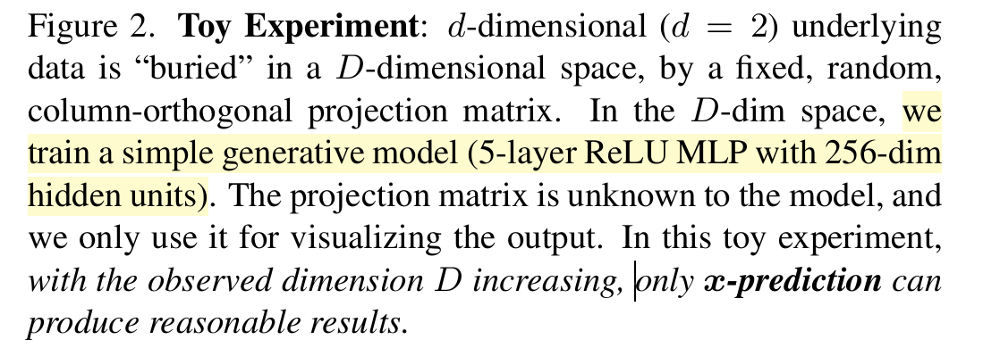 Figure 2. Toy Experiment: d-dimensional (d = 2) underlying
data is “buried” in a D-dimensional space, by a fixed, random,
column-orthogonal projection matrix. In the D-dim space, we
train a simple generative model (5-layer ReLU MLP with 256-dim
hidden units). The projection matrix is unknown to the model, and
we only use it for visualizing the output. In this toy experiment,
with the observed dimension D increasing, only x-prediction can
produce reasonable results.